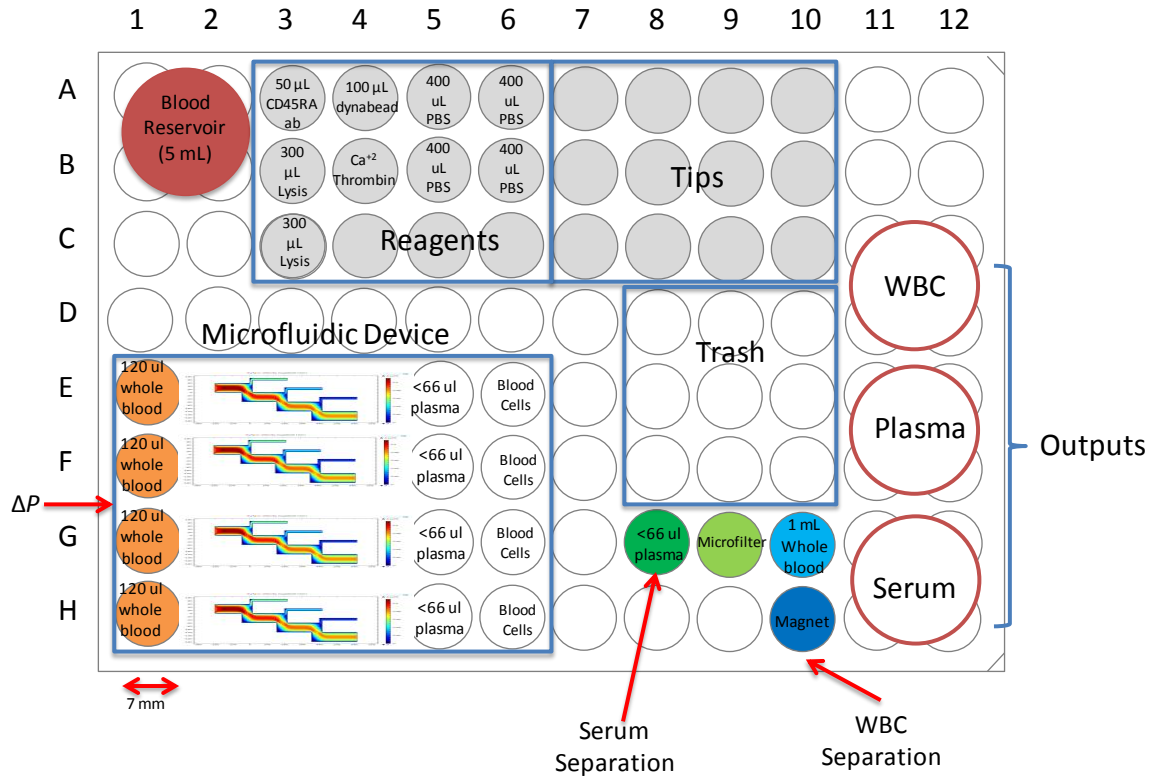 1 2 3 4 5 6 7 8 9 10 11 12
A
B
C
D
E
F
G
H
Blood
Reservoir
(5 mL)
50 µL
CD45RA
ab
100 µL
dynabead
400
uL
PBS
400
uL
PBS
300
µL
Lysis
Ca+2
Thrombin
400
uL
PBS
400
uL
PBS
300
µL
Lysis
Reagents
Tips
WBC
Microfluidic Device
Trash
120 ul
whole
blood
<66 ul
plasma
Blood
Cells
120 ul
whole
blood
<66 ul
plasma
Blood
Cells
Plasma
Outputs
ΔP
120 ul
whole
blood
<66 ul
plasma
Blood
Cells
<66 ul
plasma
Microfilter
1 mL
Whole
blood
120 ul
whole
blood
<66 ul
plasma
Blood
Cells
Magnet
Serum
7 mm
Serum
Separation
WBC
Separation